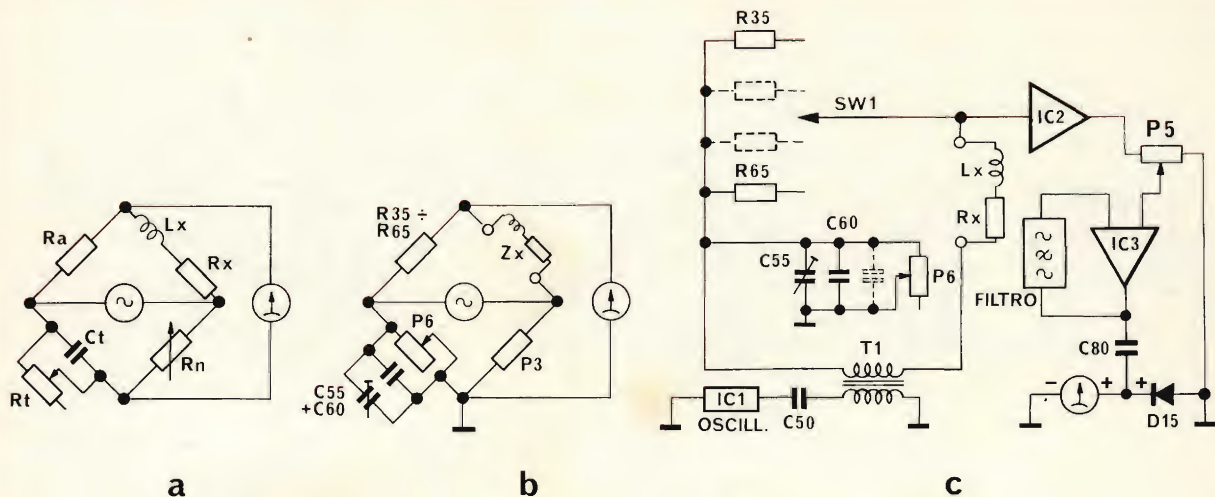 Ra
Lx
Rx
Ct
Rn
Rt
a
R35 ÷
R65
Zx
P6
P3
C55
+C60
b
R35
SW1
IC2
P5
R65
Lx
Rx
C60
C55
P6
IC3
FILTRO
C80
T1
IC1
OSCILL.
C50
- + +
D15
c